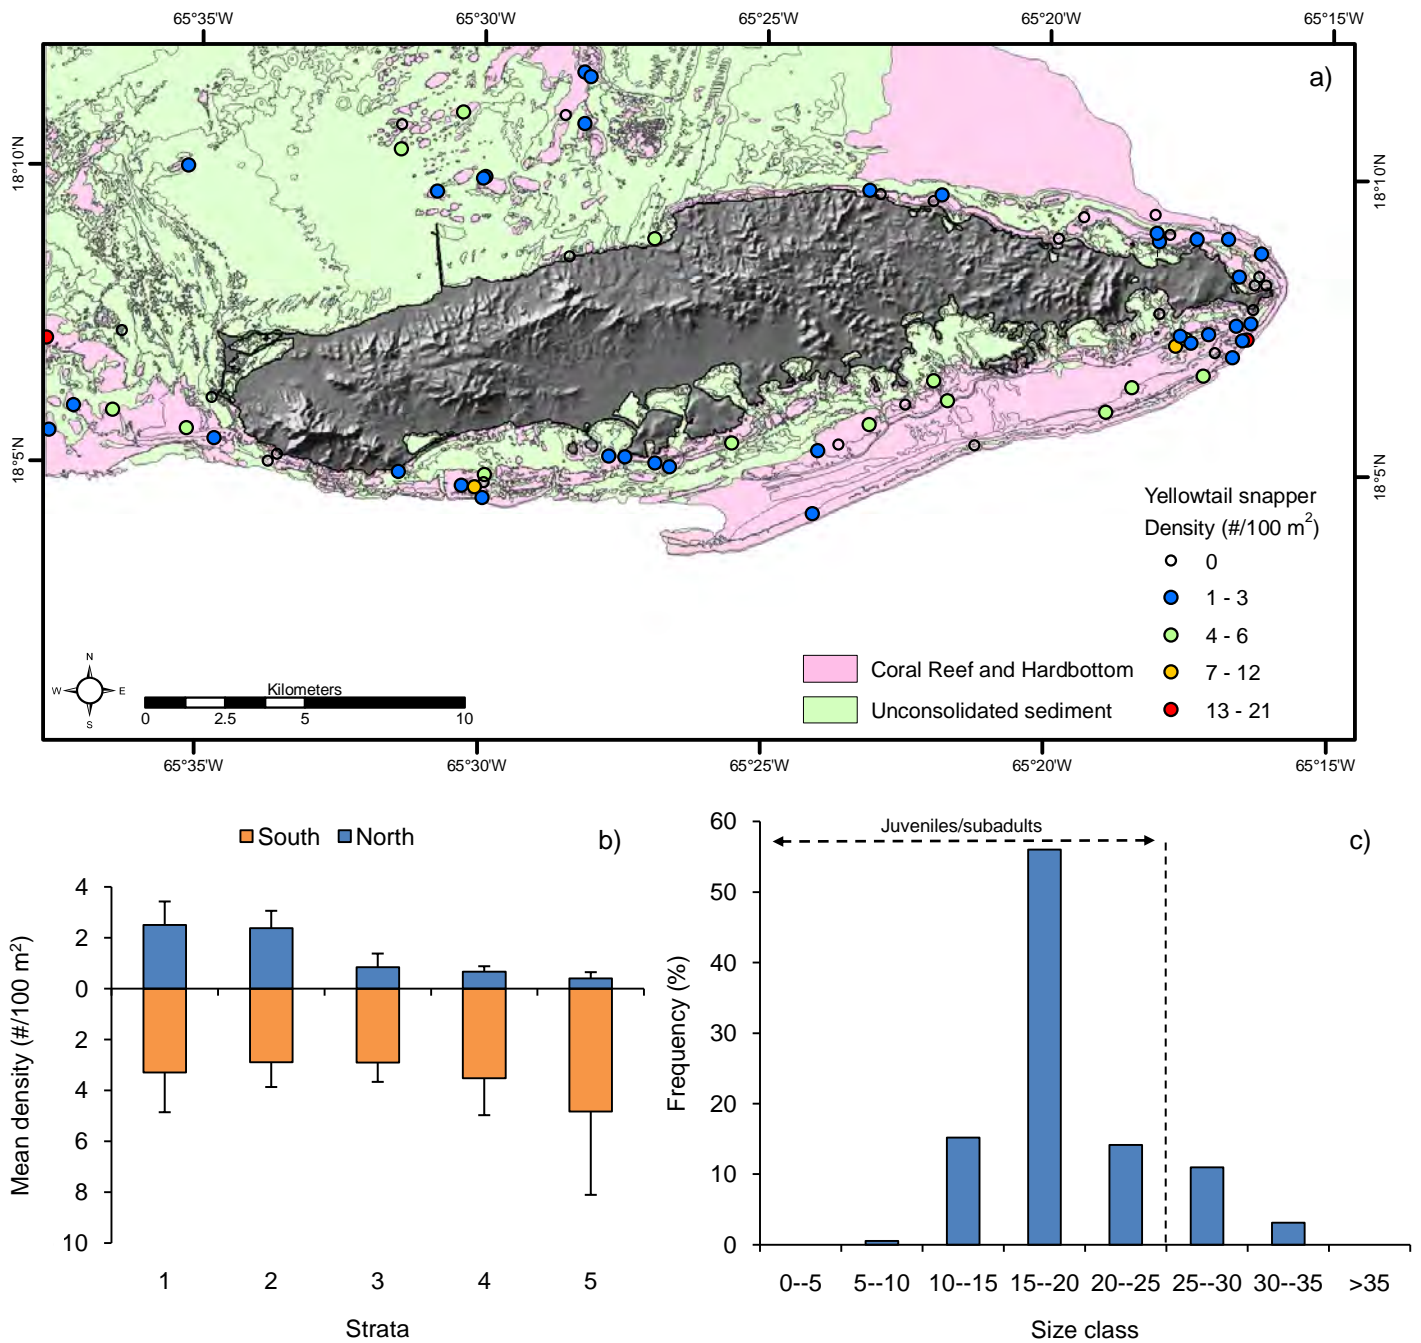 65°35'W 65°30'W 65°25'W 65°20'W 65°15'W
a)
18°10'N 18°10'N
18°5'N 18°5'N
Yellowtail snapper
Density (#/100 m²)
0
1 - 3
4 - 6
7 - 12
13 - 21
Coral Reef and Hardbottom
Unconsolidated sediment
N
W E
S
Kilometers
0 2.5 5 10
65°35'W 65°30'W 65°25'W 65°20'W 65°15'W
South North b)
Mean density (#/100 m²)
4
2
0
2
4
6
8
10
1 2 3 4 5
Strata
c)
Juveniles/subadults
Frequency (%)
60
50
40
30
20
10
0
0--5 5--10 10--15 15--20 20--25 25--30 30--35 >35
Size class